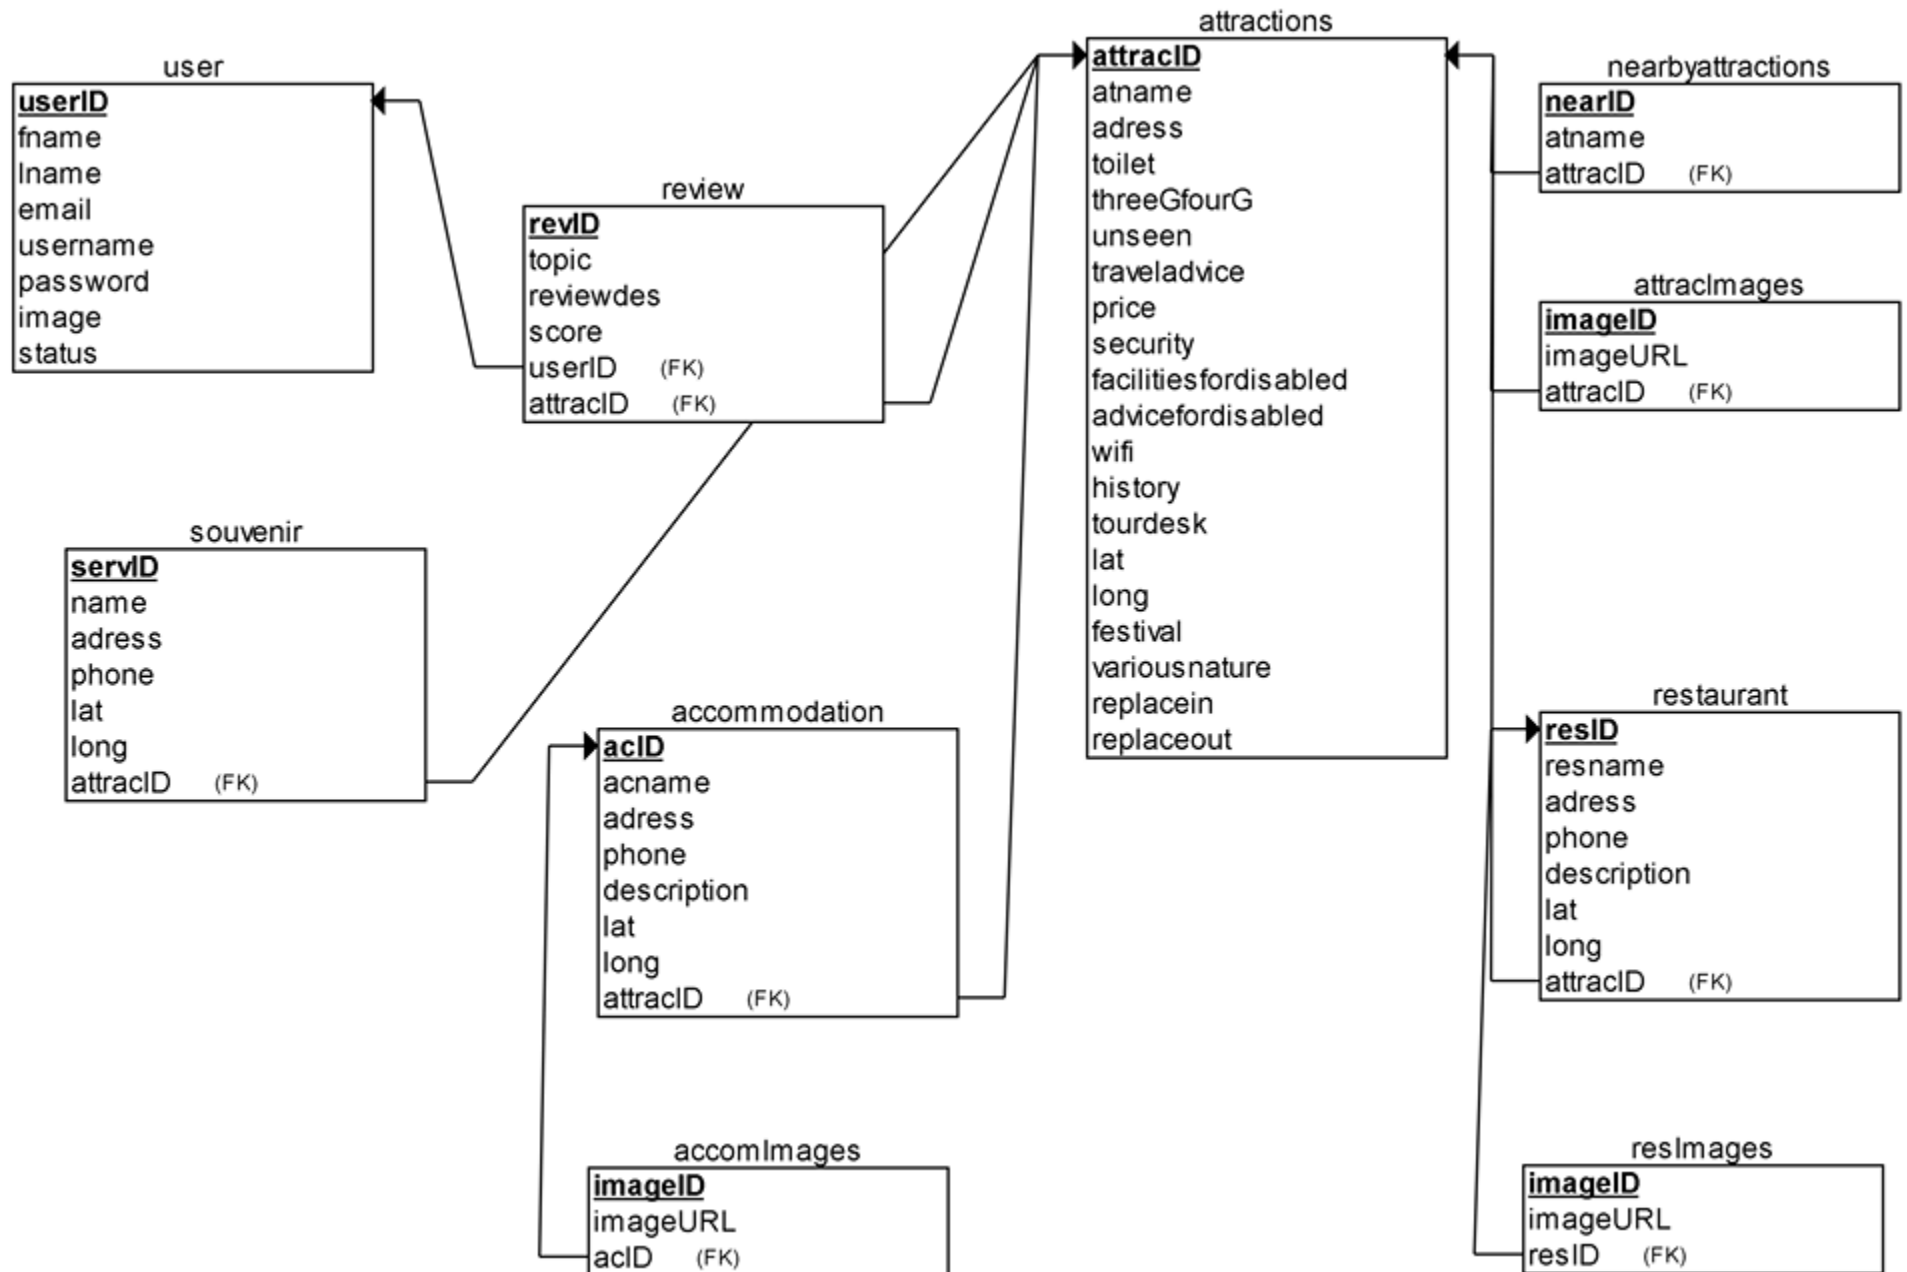 user
userID
fname
lname
email
username
password
image
status
review
revID
topic
reviewdes
score
userID (FK)
attracID (FK)
souvenir
servID
name
adress
phone
lat
long
attracID (FK)
accommodation
acID
acname
adress
phone
description
lat
long
attracID (FK)
accomImages
imageID
imageURL
acID (FK)
attractions
attracID
atname
adress
toilet
threeGfourG
unseen
traveladvice
price
security
facilitiesfordisabled
advicefordisabled
wifi
history
tourdesk
lat
long
festival
variousnature
replacein
replaceout
nearbyattractions
nearID
atname
attracID (FK)
attracImages
imageID
imageURL
attracID (FK)
restaurant
resID
resname
adress
phone
description
lat
long
attracID (FK)
resImages
imageID
imageURL
resID (FK)